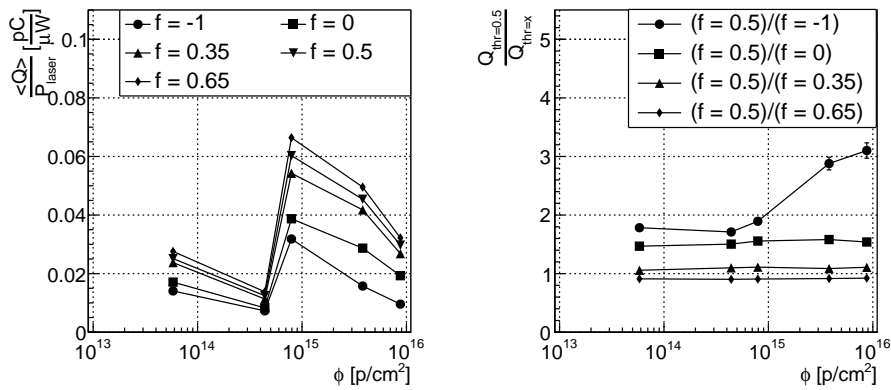 <Q> / P_laser [pC/μW]
0.1
0.08
0.06
0.04
0.02
0
f = -1
f = 0
f = 0.35
f = 0.5
f = 0.65
10^13
10^14
10^15
10^16
ϕ [p/cm²]
Q_thr=0.5 / Q_thr=x
5
4
3
2
1
0
(f = 0.5)/(f = -1)
(f = 0.5)/(f = 0)
(f = 0.5)/(f = 0.35)
(f = 0.5)/(f = 0.65)
10^13
10^14
10^15
10^16
ϕ [p/cm²]